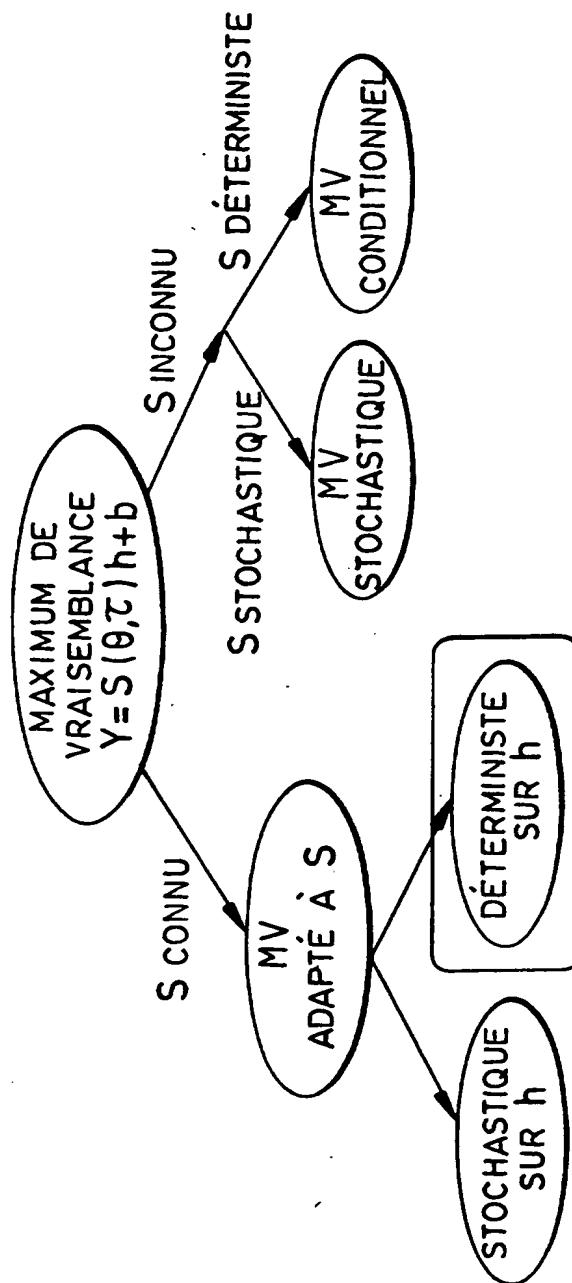 MAXIMUM DE
VRAISEMBLANCE
Y=S(θ,τ)h+b
S CONNU
S INCONNU
MV
ADAPTÉ À S
S STOCHASTIQUE
S DÉTERMINISTE
STOCHASTIQUE
SUR h
DÉTERMINISTE
SUR h
MV
STOCHASTIQUE
MV
CONDITIONNEL